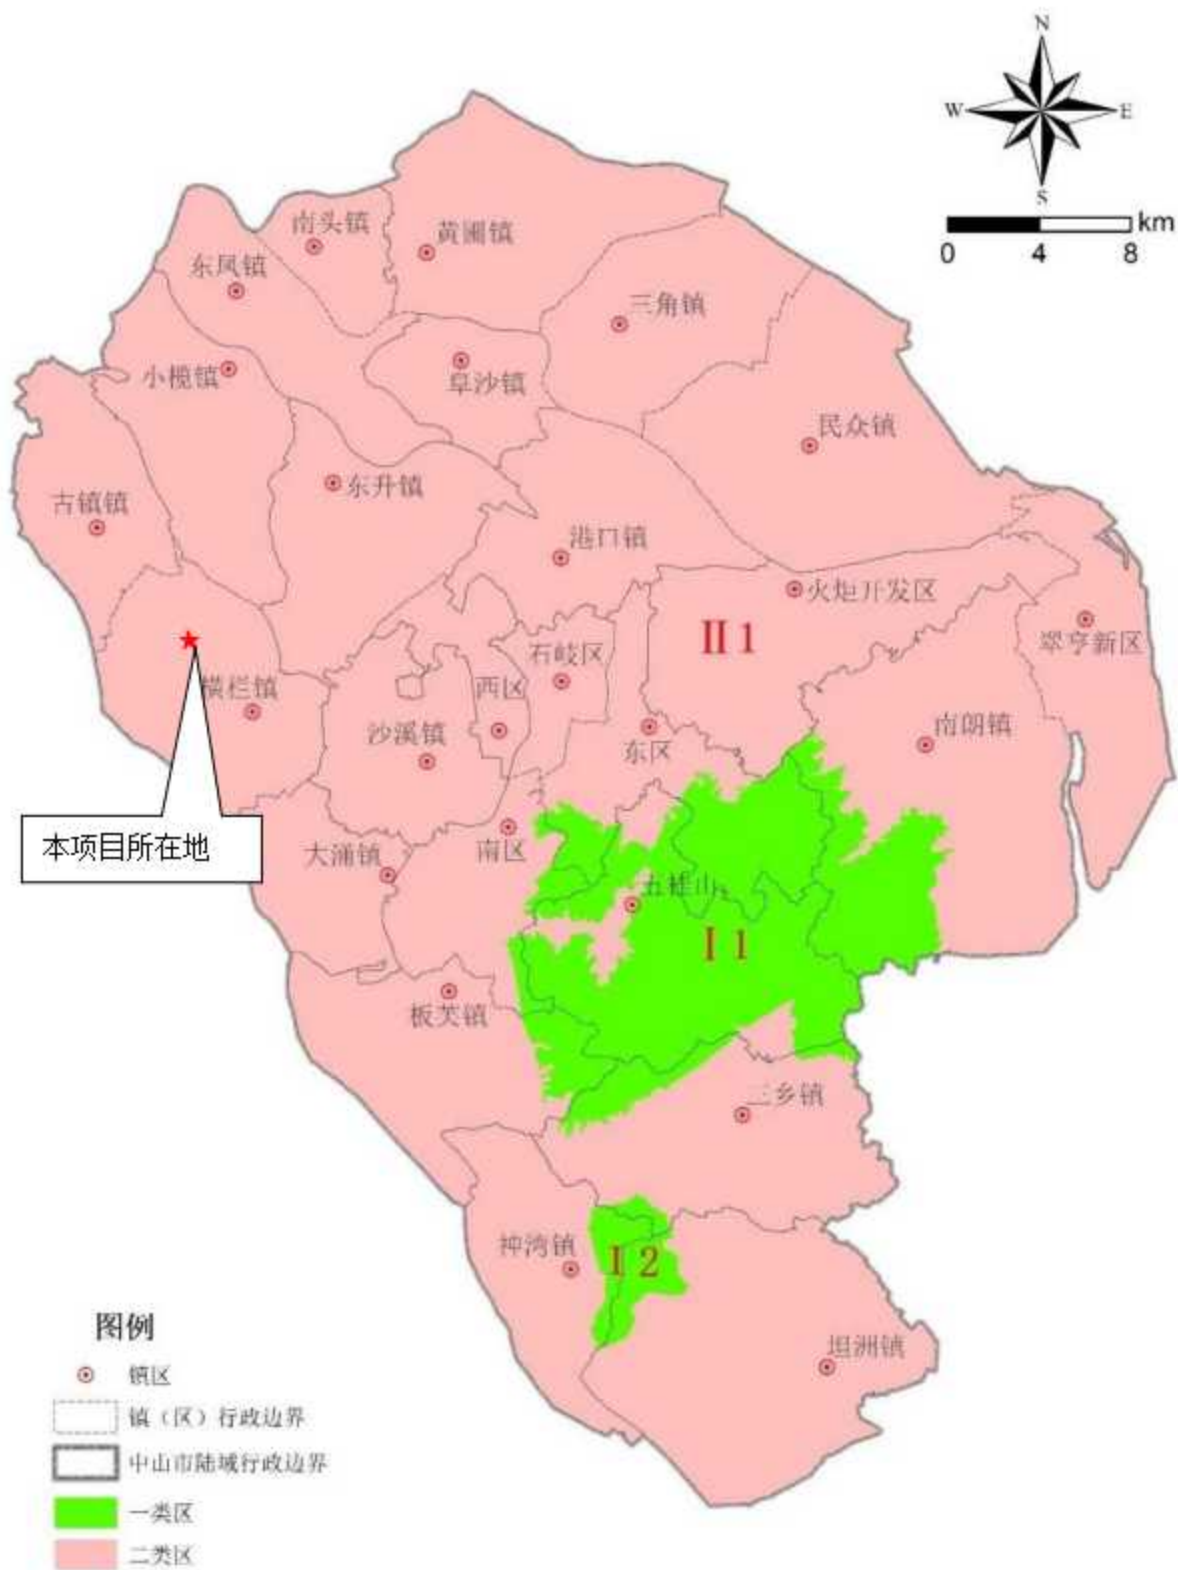 N
W E
S
km
0 4 8
南头镇
黄圃镇
东凤镇
三角镇
小榄镇
阜沙镇
民众镇
东升镇
古镇镇
港口镇
火炬开发区
Ⅱ1
翠亨新区
石岐区
西区
横栏镇
南朗镇
沙溪镇
东区
本项目所在地
大涌镇
南区
五桂山
Ⅰ1
板芙镇
三乡镇
神湾镇
Ⅰ2
坦洲镇
图例
镇区
镇（区）行政边界
中山市陆域行政边界
一类区
二类区